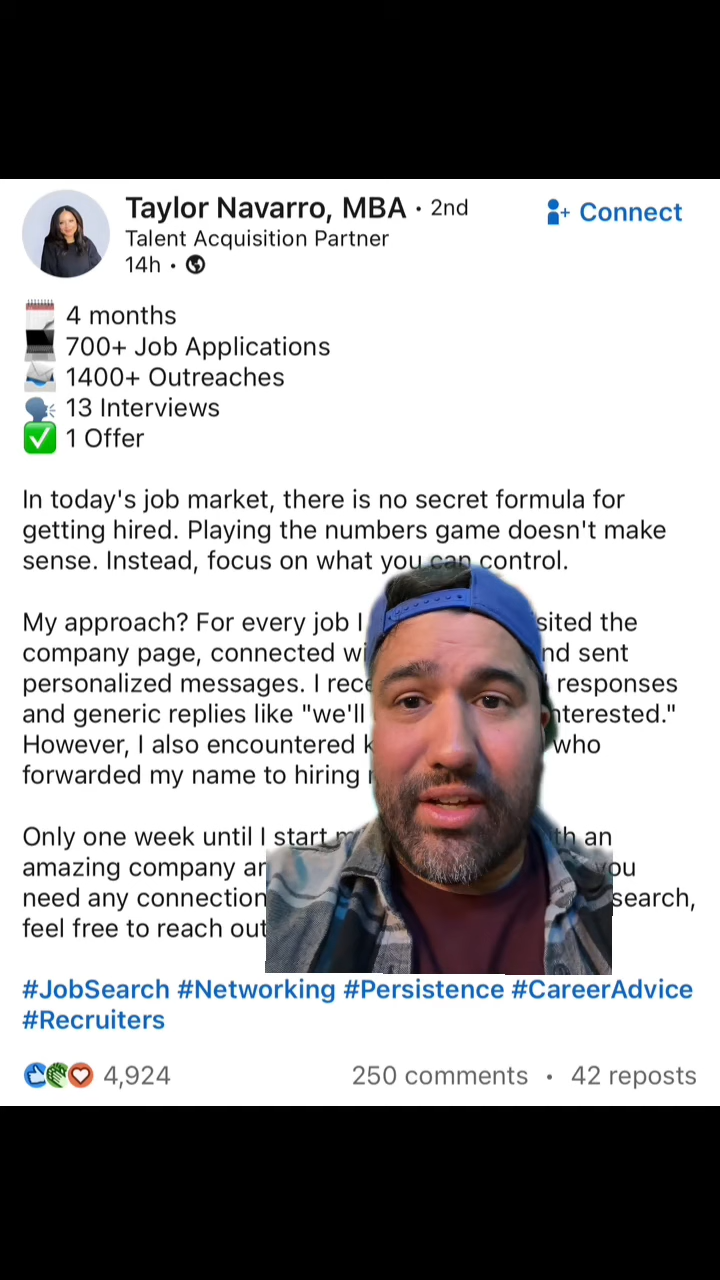 Taylor Navarro, MBA • 2nd
Connect
Talent Acquisition Partner
14h •
4 months
700+ Job Applications
1400+ Outreaches
13 Interviews
1 Offer
In today's job market, there is no secret formula for
getting hired. Playing the numbers game doesn't make
sense. Instead, focus on what you can control.
My approach? For every job I sited the
company page, connected nd sent
personalized messages. I responses
and generic replies like "we'll nterested."
However, I also encountered who
forwarded my name to hiring
Only one week until I start an
amazing company you
need any connection search,
feel free to reach out
#JobSearch #Networking #Persistence #CareerAdvice
#Recruiters
4,924
250 comments • 42 reposts